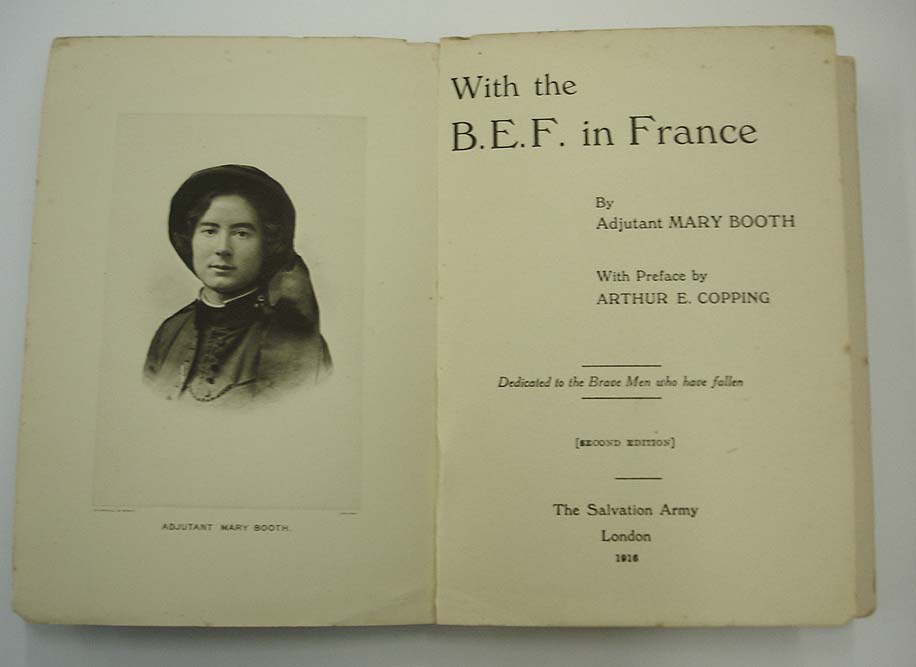 ADJUTANT MARY BOOTH.
With the
B.E.F. in France
By
Adjutant MARY BOOTH
With Preface by
ARTHUR E. COPPING
Dedicated to the Brave Men who have fallen
[SECOND EDITION]
The Salvation Army
London
1916